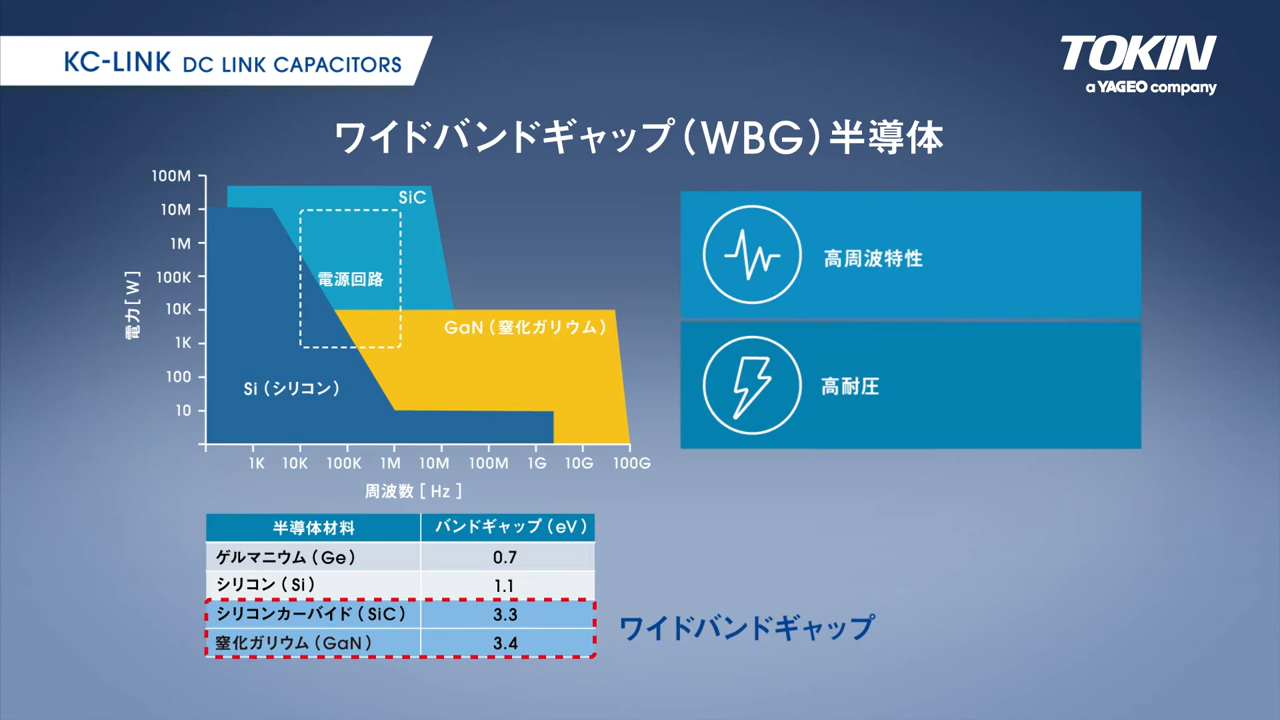 KC-LINK DC LINK CAPACITORS
TOKIN
a YAGEO company
ワイドバンドギャップ（WBG）半導体
100M
10M
1M
100K
10K
1K
100
10
電力[W]
SiC
電源回路
GaN（窒化ガリウム）
Si（シリコン）
1K 10K 100K 1M 10M 100M 1G 10G 100G
周波数[Hz]
高周波特性
高耐圧
半導体材料 バンドギャップ（eV）
ゲルマニウム（Ge） 0.7
シリコン（Si） 1.1
シリコンカーバイド（SiC） 3.3
窒化ガリウム（GaN） 3.4
ワイドバンドギャップ